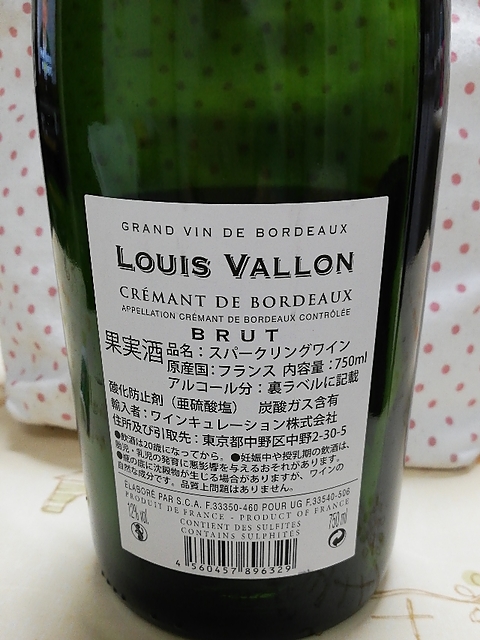 GRAND VIN DE BORDEAUX
LOUIS VALLON
CRÉMANT DE BORDEAUX
APPELLATION CRÉMANT DE BORDEAUX CONTRÔLÉE
BRUT
果実酒 品名：スパークリングワイン
原産国：フランス 内容量：750ml
アルコール分：裏ラベルに記載
酸化防止剤（亜硫酸塩） 炭酸ガス含有
輸入者：ワインキュレーション株式会社
住所及び引取先：東京都中野区中野2-30-5
●飲酒は20歳になってから。●妊娠中や授乳期の飲酒は、
胎児・乳児の発育に悪影響を与えるおそれがあります。
●瓶の底に沈殿物が生じる場合がありますが、ワインの
自然な成分です。品質上問題はありません。
ELABORÉ PAR S.C.A. F.33350-460 POUR UG F.33540-506
PRODUIT DE FRANCE - PRODUCT OF FRANCE
12% vol.
CONTIENT DES SULFITES
750 ml
CONTAINS SULPHITES
4 560457 896329